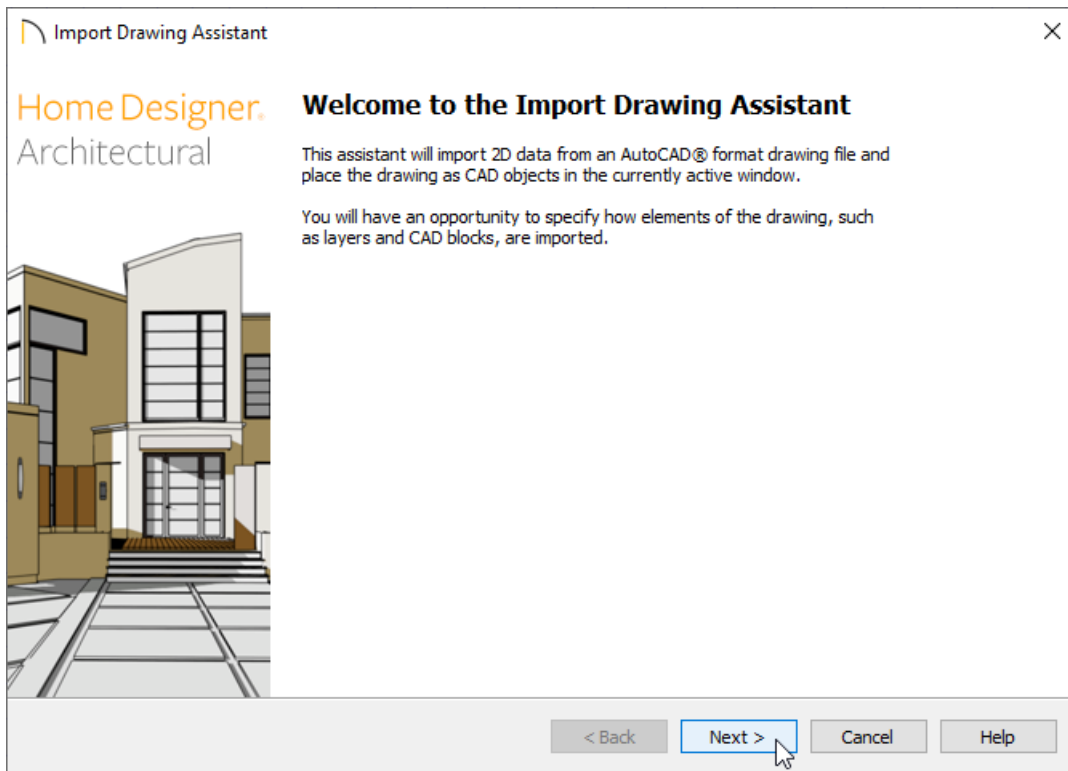 Import Drawing Assistant
Home Designer®
Architectural
Welcome to the Import Drawing Assistant
This assistant will import 2D data from an AutoCAD® format drawing file and
place the drawing as CAD objects in the currently active window.
You will have an opportunity to specify how elements of the drawing, such
as layers and CAD blocks, are imported.
< Back
Next >
Cancel
Help